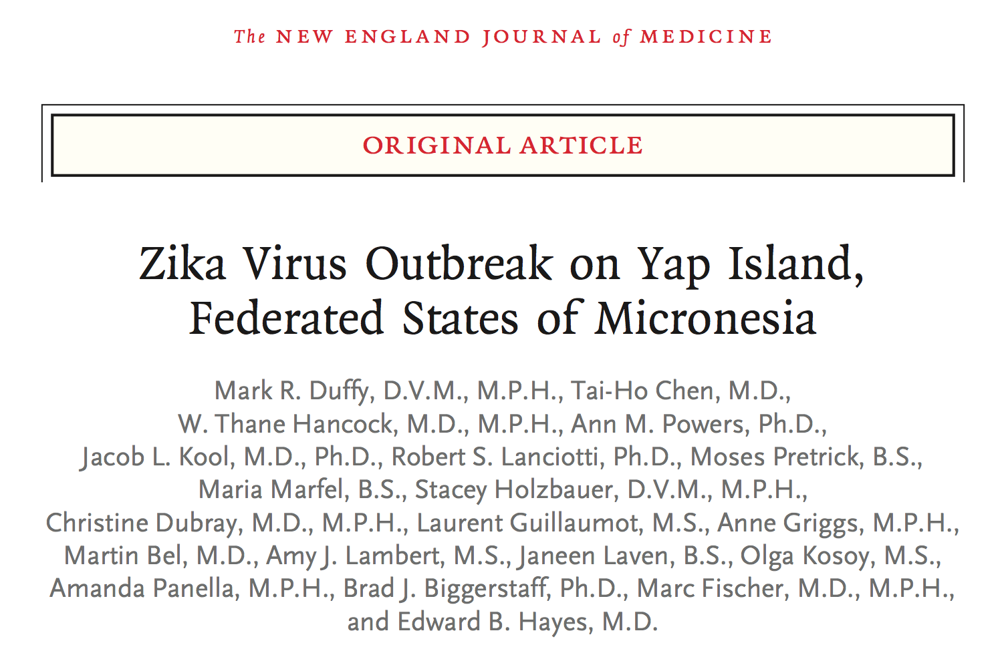 The NEW ENGLAND JOURNAL of MEDICINE
ORIGINAL ARTICLE
Zika Virus Outbreak on Yap Island,
Federated States of Micronesia
Mark R. Duffy, D.V.M., M.P.H., Tai-Ho Chen, M.D.,
W. Thane Hancock, M.D., M.P.H., Ann M. Powers, Ph.D.,
Jacob L. Kool, M.D., Ph.D., Robert S. Lanciotti, Ph.D., Moses Pretrick, B.S.,
Maria Marfel, B.S., Stacey Holzbauer, D.V.M., M.P.H.,
Christine Dubray, M.D., M.P.H., Laurent Guillaumot, M.S., Anne Griggs, M.P.H.,
Martin Bel, M.D., Amy J. Lambert, M.S., Janeen Laven, B.S., Olga Kosoy, M.S.,
Amanda Panella, M.P.H., Brad J. Biggerstaff, Ph.D., Marc Fischer, M.D., M.P.H.,
and Edward B. Hayes, M.D.